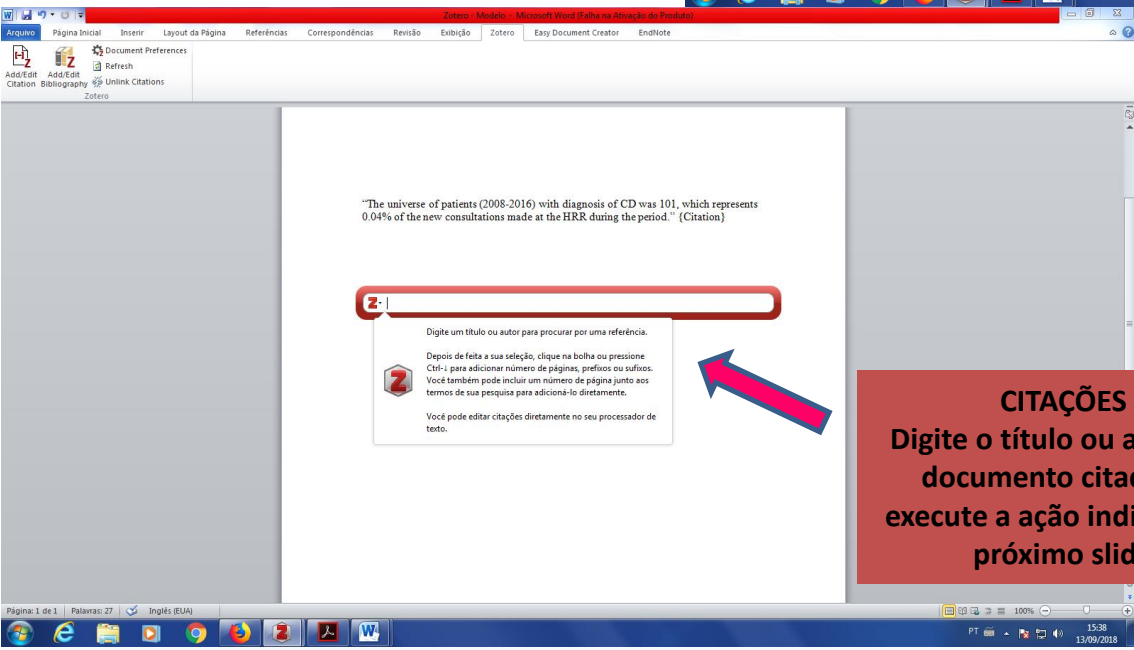 Zotero - Modelo - Microsoft Word (Falha na Ativação do Produto)
Arquivo Página Inicial Inserir Layout da Página Referências Correspondências Revisão Exibição Zotero Easy Document Creator EndNote
Document Preferences
Refresh
Unlink Citations
Add/Edit Citation
Add/Edit Bibliography
Zotero
“The universe of patients (2008-2016) with diagnosis of CD was 101, which represents
0.04% of the new consultations made at the HRR during the period.” {Citation}
Z
Digite um título ou autor para procurar por uma referência.
Depois de feita a sua seleção, clique na bolha ou pressione
Ctrl-↓ para adicionar número de páginas, prefixos ou sufixos.
Você também pode incluir um número de página junto aos
termos de sua pesquisa para adicioná-lo diretamente.
Você pode editar citações diretamente no seu processador de
texto.
CITAÇÕES
Digite o título ou a
documento cita
execute a ação indi
próximo slid
Página: 1 de 1 Palavras: 27 Inglês (EUA) 100%
PT 15:38
13/09/2018